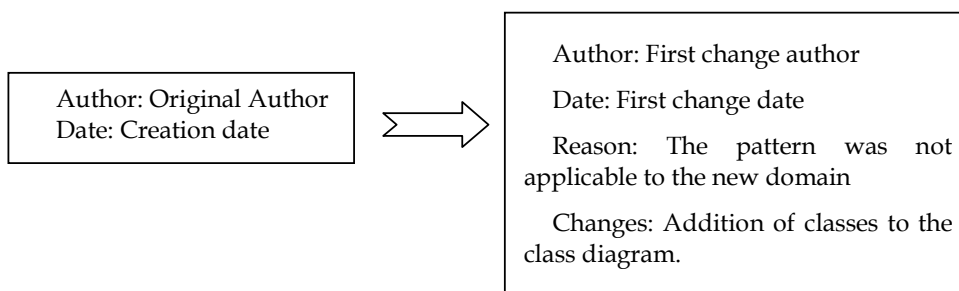 Author: Original Author
Date: Creation date
Author: First change author
Date: First change date
Reason: The pattern was not
applicable to the new domain
Changes: Addition of classes to the
class diagram.